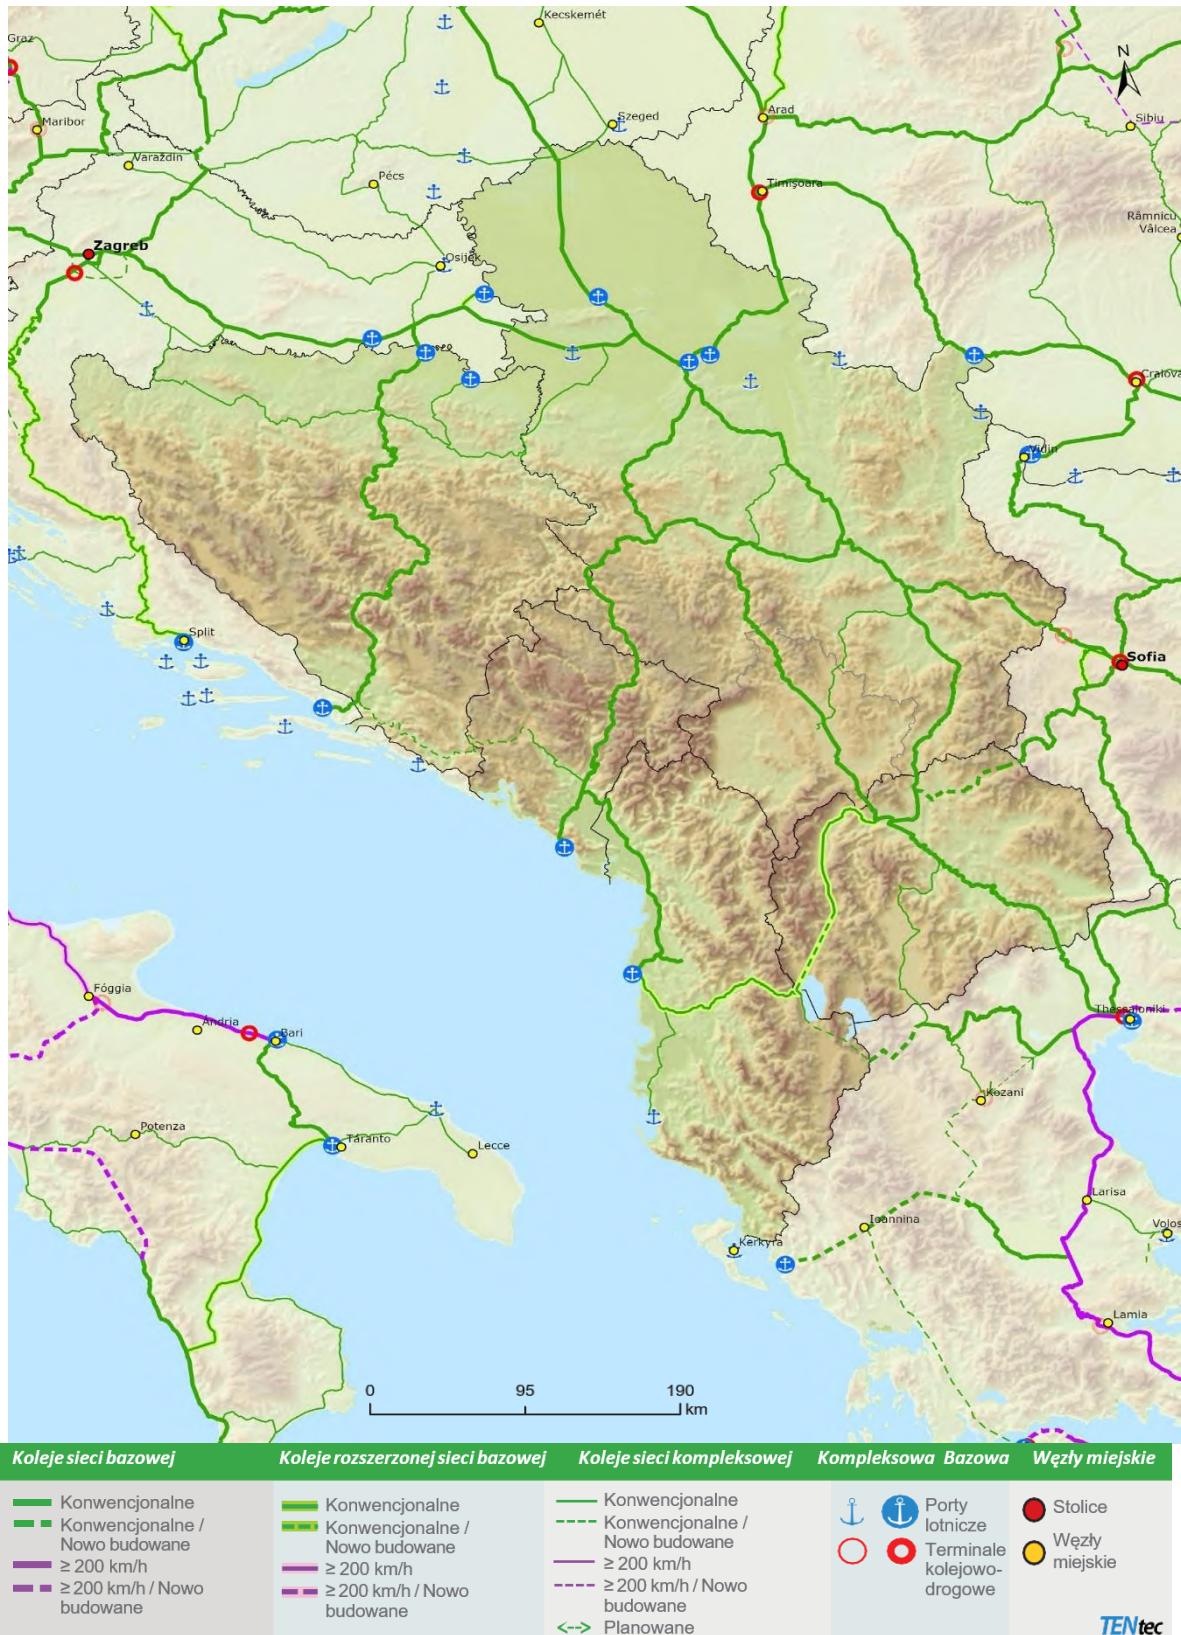 Kecskemét
Graz
N
Maribor
Szeged
Arad
Sibiu
Varaždin
Pécs
Timișoara
Râmnicu
Vâlcea
Zagreb
Osijek
Craiova
Vidin
Split
Sofia
Fóggia
Ándria
Bari
Thessaloniki
Kozani
Potenza
Táranto
Lecce
Larisa
Ioannina
Volos
Kerkyra
Lamia
0 95 190
km
Koleje sieci bazowej
Konwencjonalne
Konwencjonalne /
Nowo budowane
≥ 200 km/h
≥ 200 km/h / Nowo
budowane
Koleje rozszerzonej sieci bazowej
Konwencjonalne
Konwencjonalne /
Nowo budowane
≥ 200 km/h
≥ 200 km/h / Nowo
budowane
Koleje sieci kompleksowej
Konwencjonalne
Konwencjonalne /
Nowo budowane
≥ 200 km/h
≥ 200 km/h / Nowo
budowane
Planowane
Kompleksowa Bazowa
Porty
lotnicze
Terminale
kolejowo-
drogowe
Węzły miejskie
Stolice
Węzły
miejskie
TENtec